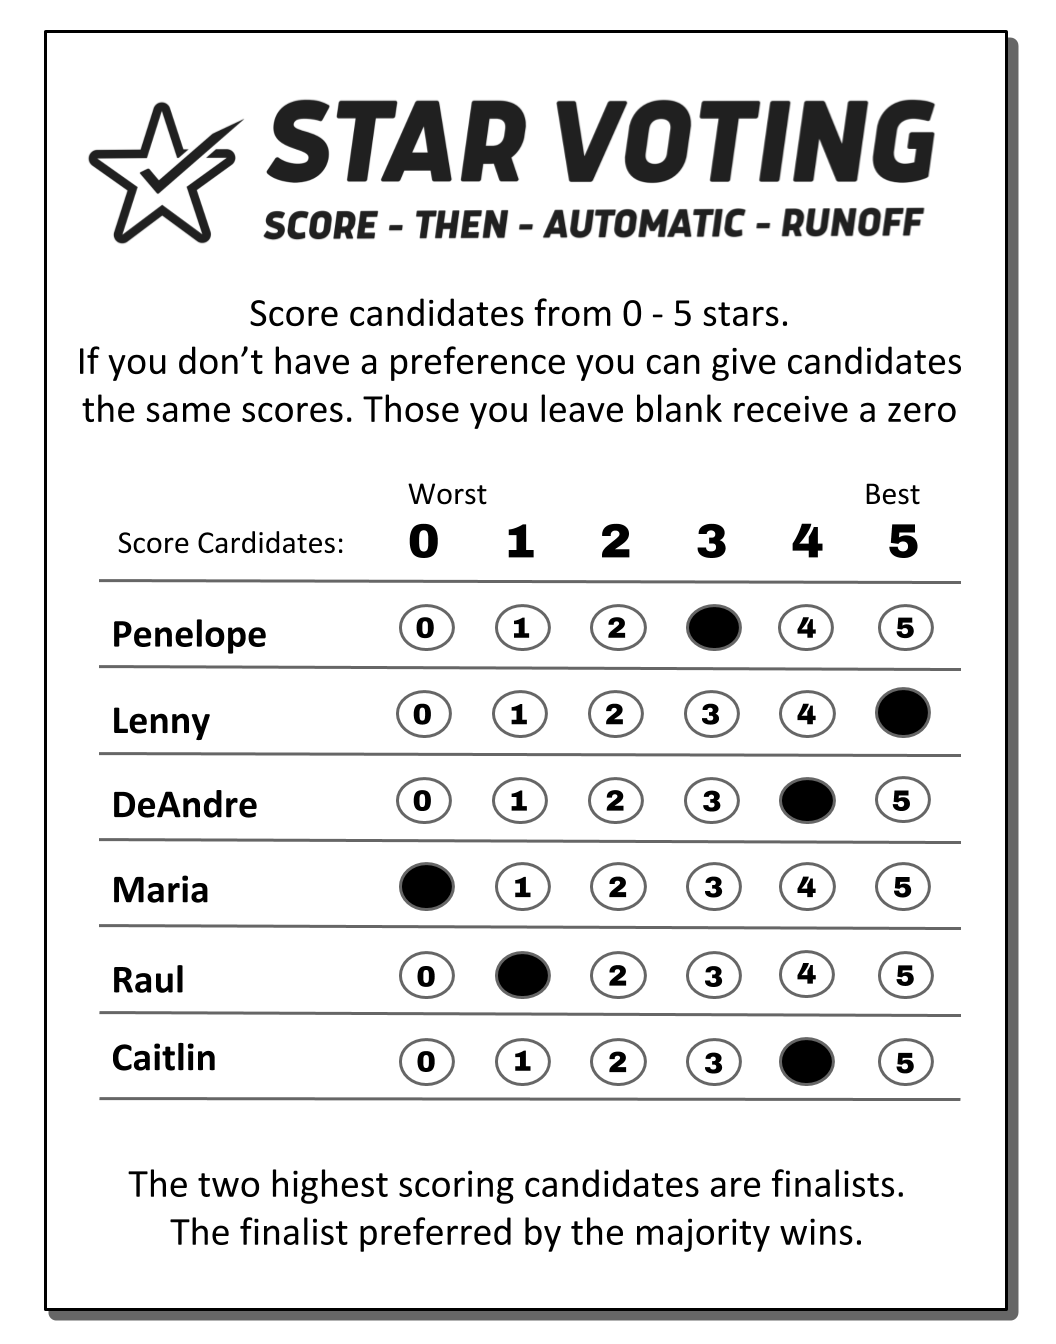 STAR VOTING
SCORE - THEN - AUTOMATIC - RUNOFF
Score candidates from 0 - 5 stars.
If you don’t have a preference you can give candidates
the same scores. Those you leave blank receive a zero
Worst Best
Score Cardidates: 0 1 2 3 4 5
Penelope 0 1 2 4 5
Lenny 0 1 2 3 4
DeAndre 0 1 2 3 5
Maria 1 2 3 4 5
Raul 0 2 3 4 5
Caitlin 0 1 2 3 5
The two highest scoring candidates are finalists.
The finalist preferred by the majority wins.